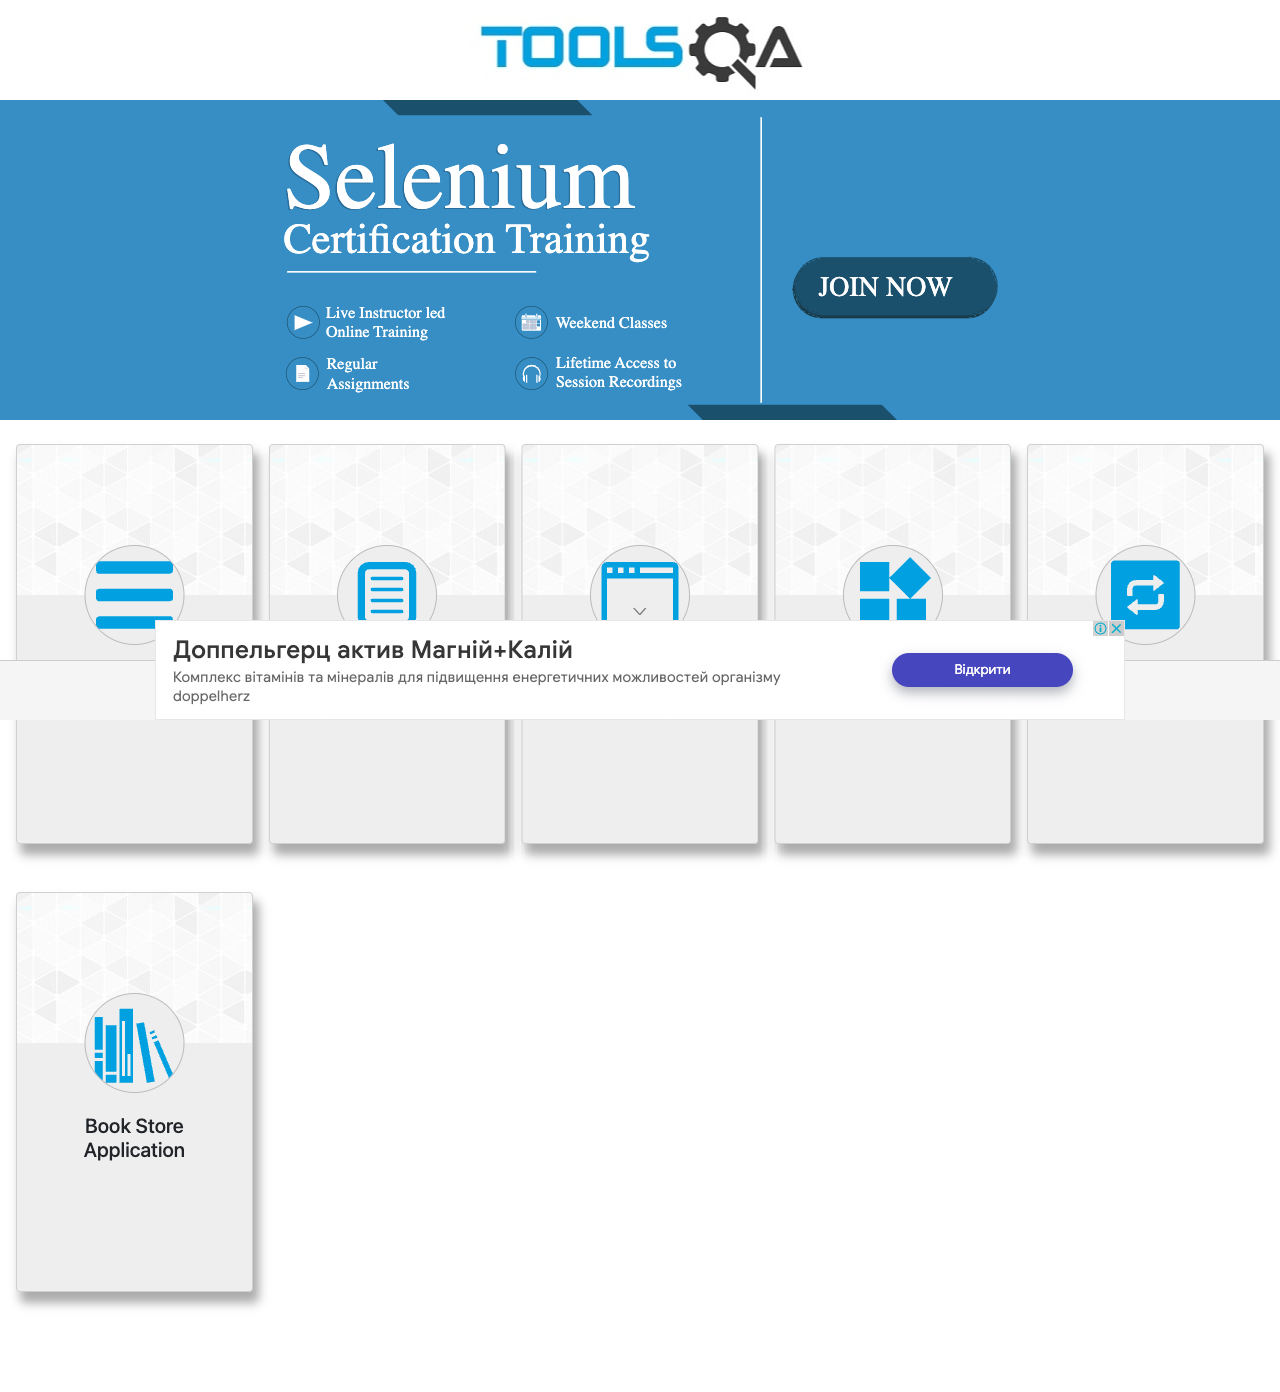 TOOLSQA
Selenium
Certification Training
JOIN NOW
Live Instructor led
Online Training
Weekend Classes
Regular
Assignments
Lifetime Access to
Session Recordings
Доппельгерц актив Магній+Калій
Комплекс вітамінів та мінералів для підвищення енергетичних можливостей організму
doppelherz
Відкрити
Book Store
Application